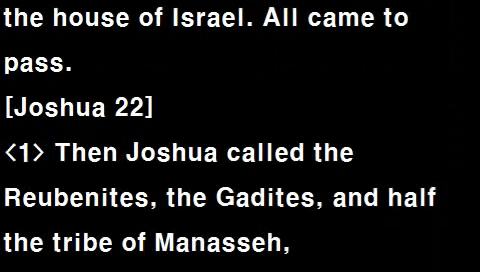 the house of Israel. All came to
pass.
[Joshua 22]
<1> Then Joshua called the
Reubenites, the Gadites, and half
the tribe of Manasseh,